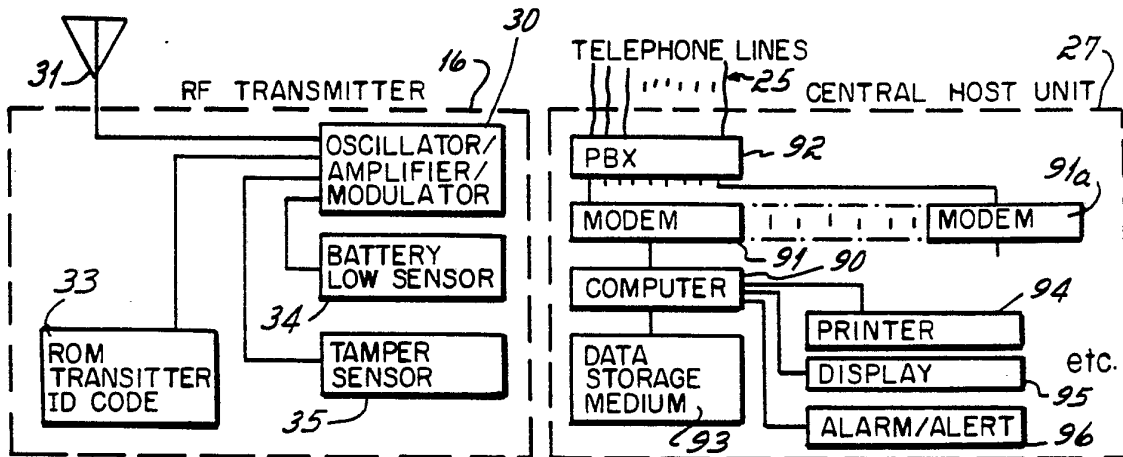 31
RF TRANSMITTER
16
30
OSCILLATOR/
AMPLIFIER/
MODULATOR
BATTERY
LOW SENSOR
34
33
ROM
TRANSITTER
ID CODE
TAMPER
SENSOR
35
TELEPHONE LINES
25
CENTRAL HOST UNIT
27
PBX
92
91a
MODEM
91
MODEM
90
COMPUTER
94
PRINTER
DATA
STORAGE
MEDIUM
93
DISPLAY
95
etc.
ALARM/ALERT
96